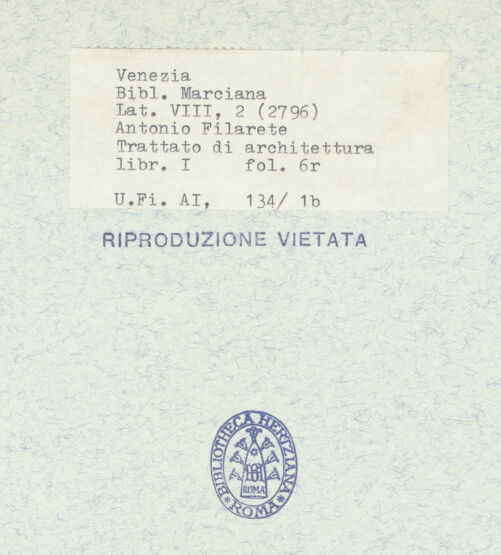 Venezia
Bibl. Marciana
Lat. VIII, 2 (2796)
Antonio Filarete
Trattato di architettura
libr. I fol. 6r
U.Fi. AI, 134/ 1b
RIPRODUZIONE VIETATA
BIBLIOTHECA HERTZIANA
ROMA
ROMA